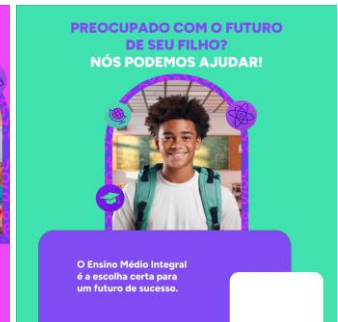 PREOCUPADO COM O FUTURO
DE SEU FILHO?
NÓS PODEMOS AJUDAR!
O Ensino Médio Integral
é a escolha certa para
um futuro de sucesso.